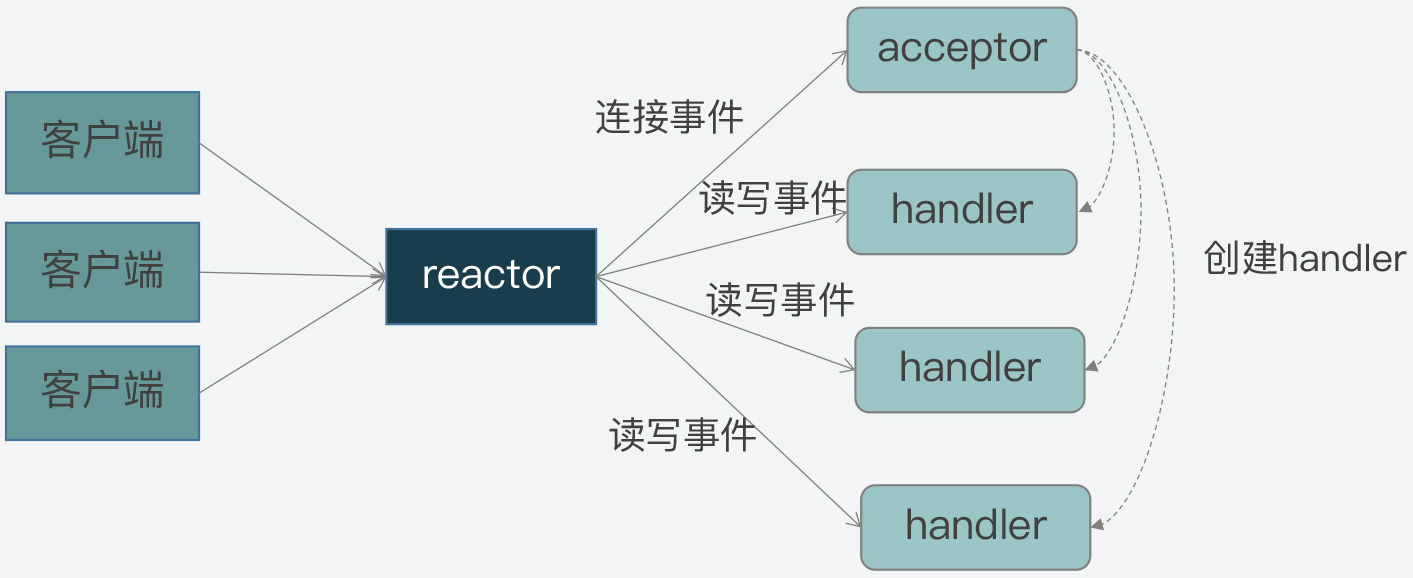 客户端
客户端
客户端
reactor
连接事件
读写事件
读写事件
读写事件
acceptor
handler
handler
handler
创建handler